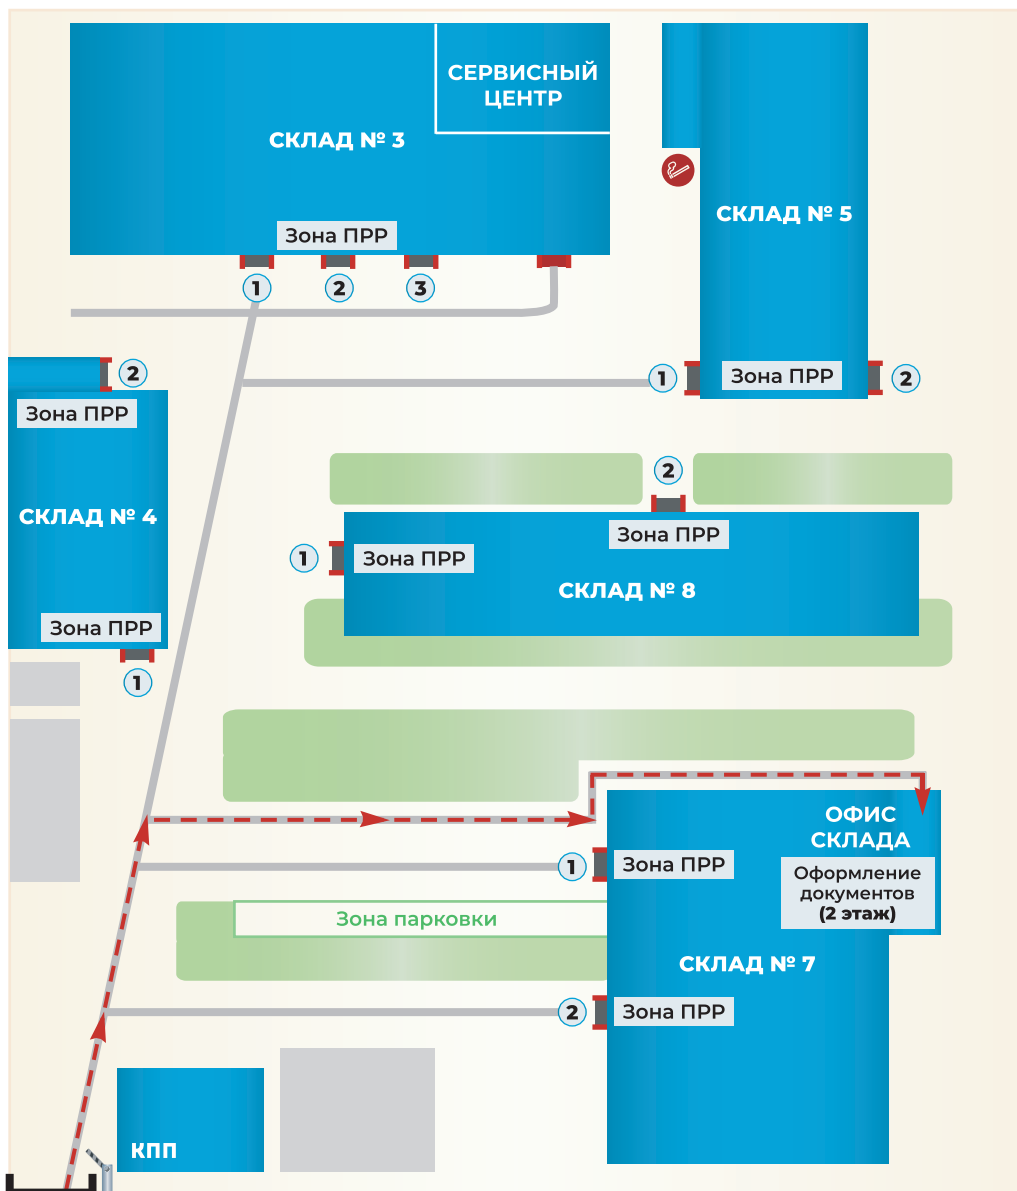 СЕРВИСНЫЙ
ЦЕНТР
СКЛАД № 3
Зона ПРР
1
2
3
СКЛАД № 5
1
Зона ПРР
2
2
Зона ПРР
СКЛАД № 4
Зона ПРР
1
2
Зона ПРР
1
Зона ПРР
СКЛАД № 8
ОФИС
СКЛАДА
Оформление
документов
(2 этаж)
1
Зона ПРР
Зона парковки
СКЛАД № 7
2
Зона ПРР
КПП